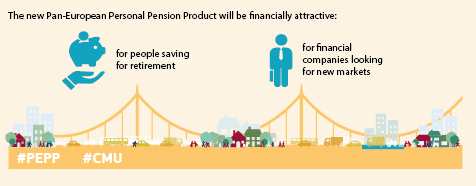 The new Pan-European Personal Pension Product will be financially attractive:
for people saving
for retirement
for financial
companies looking
for new markets
#PEPP #CMU